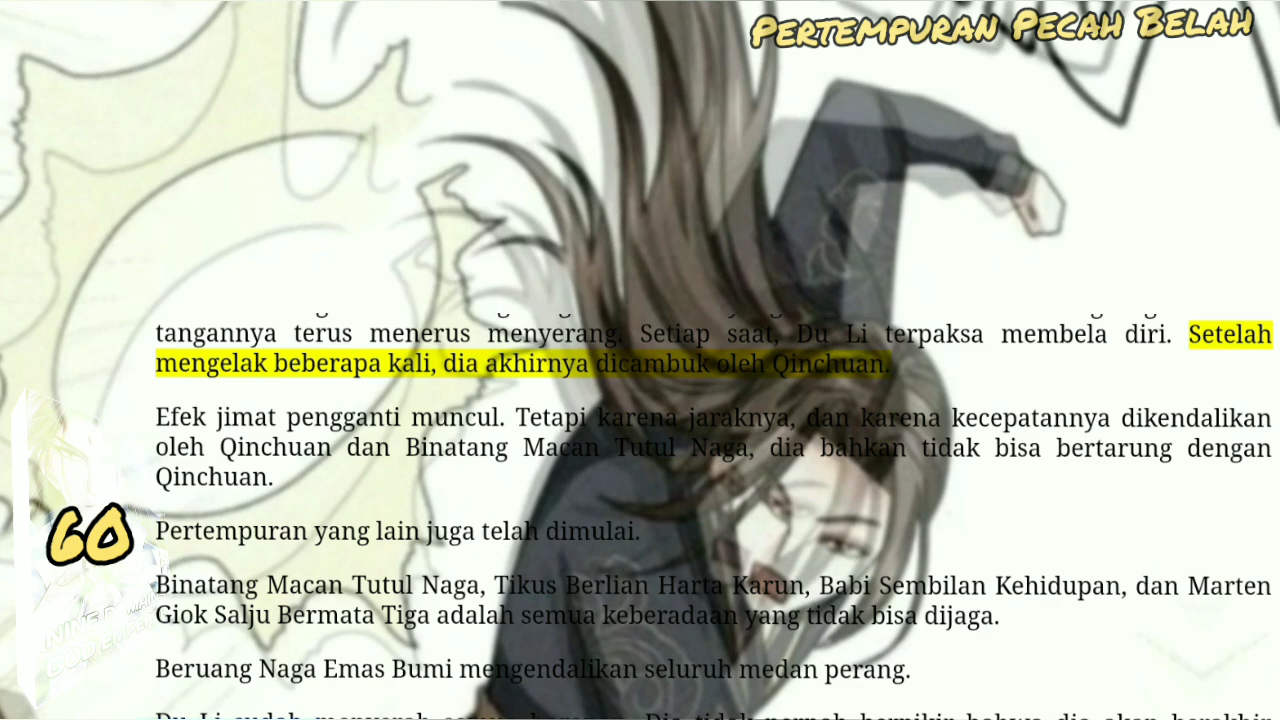 PERTEMPURAN PECAH BELAH
tangannya terus menerus menyerang. Setiap saat, Du Li terpaksa membela diri. Setelah
mengelak beberapa kali, dia akhirnya dicambuk oleh Qinchuan.
Efek jimat pengganti muncul. Tetapi karena jaraknya, dan karena kecepatannya dikendalikan
oleh Qinchuan dan Binatang Macan Tutul Naga, dia bahkan tidak bisa bertarung dengan
Qinchuan.
60
Pertempuran yang lain juga telah dimulai.
Binatang Macan Tutul Naga, Tikus Berlian Harta Karun, Babi Sembilan Kehidupan, dan Marten
Giok Salju Bermata Tiga adalah semua keberadaan yang tidak bisa dijaga.
Beruang Naga Emas Bumi mengendalikan seluruh medan perang.